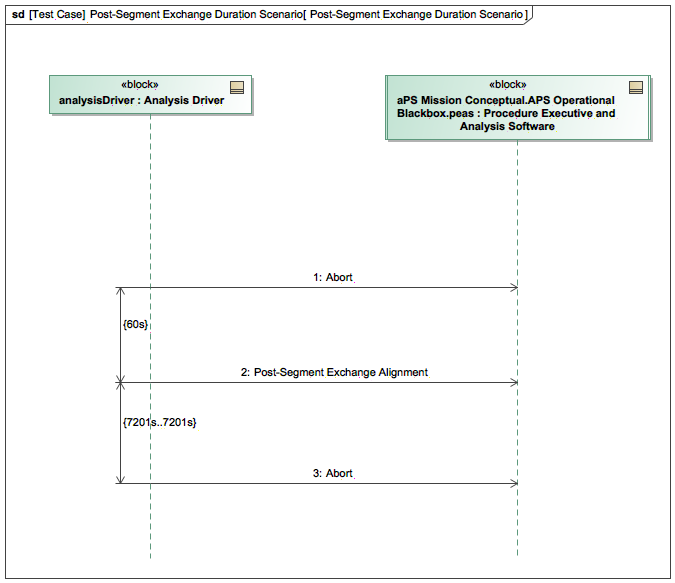 sd [Test Case] Post-Segment Exchange Duration Scenario[ Post-Segment Exchange Duration Scenario ]
«block»
analysisDriver : Analysis Driver
«block»
aPS Mission Conceptual.APS Operational
Blackbox.peas : Procedure Executive and
Analysis Software
1: Abort
{60s}
2: Post-Segment Exchange Alignment
{7201s..7201s}
3: Abort